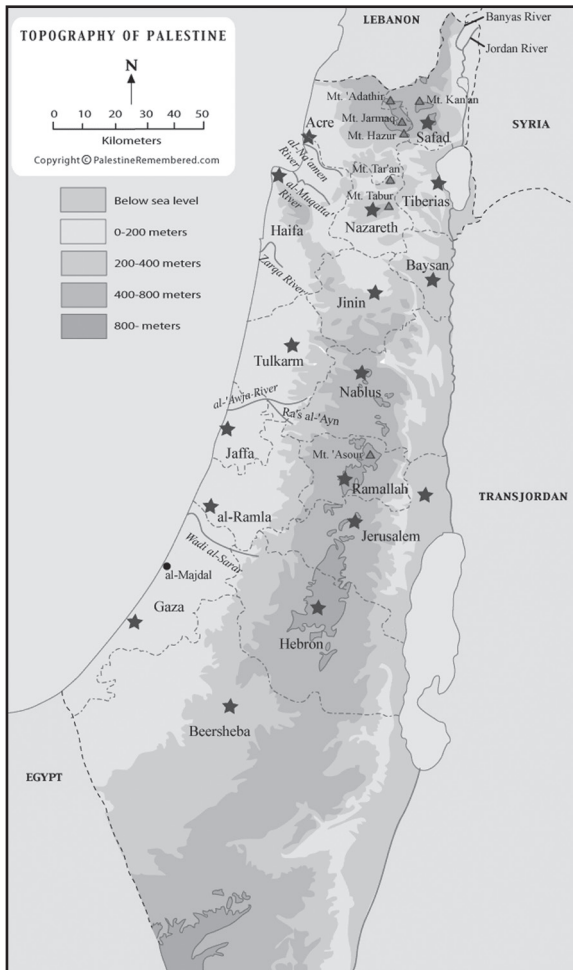 LEBANON
Banyas River
Jordan River
TOPOGRAPHY OF PALESTINE
N
0 10 20 30 40 50
Kilometers
Copyright © PalestineRemembered.com
SYRIA
Mt. 'Adathir
Mt. Kan'an
Mt. Jarmaq
Mt. Hazur
Safad
Acre
al-Na'amen
River
Mt. Tar'an
Mt. Tabur
Tiberias
al-Muqatta'
River
Nazareth
Haifa
Below sea level
0-200 meters
200-400 meters
400-800 meters
800- meters
Zarqa River
Baysan
Jinin
Tulkarm
Nablus
al-'Awja River
Ra's al-'Ayn
Jaffa
Mt. 'Asour
Ramallah
TRANSJORDAN
al-Ramla
Jerusalem
Wadi al-Sarar
al-Majdal
Gaza
Hebron
Beersheba
EGYPT